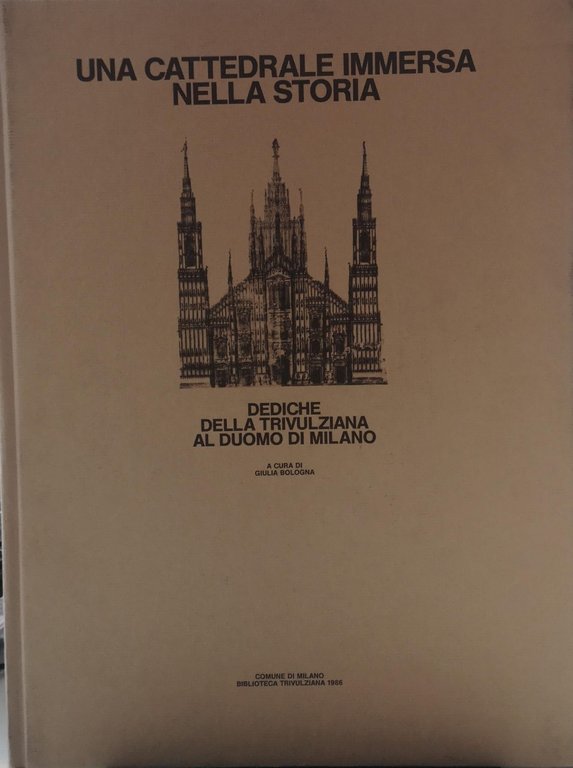 UNA CATTEDRALE IMMERSA
NELLA STORIA
DEDICHE
DELLA TRIVULZIANA
AL DUOMO DI MILANO
A CURA DI
GIULIA BOLOGNA
COMUNE DI MILANO
BIBLIOTECA TRIVULZIANA 1986